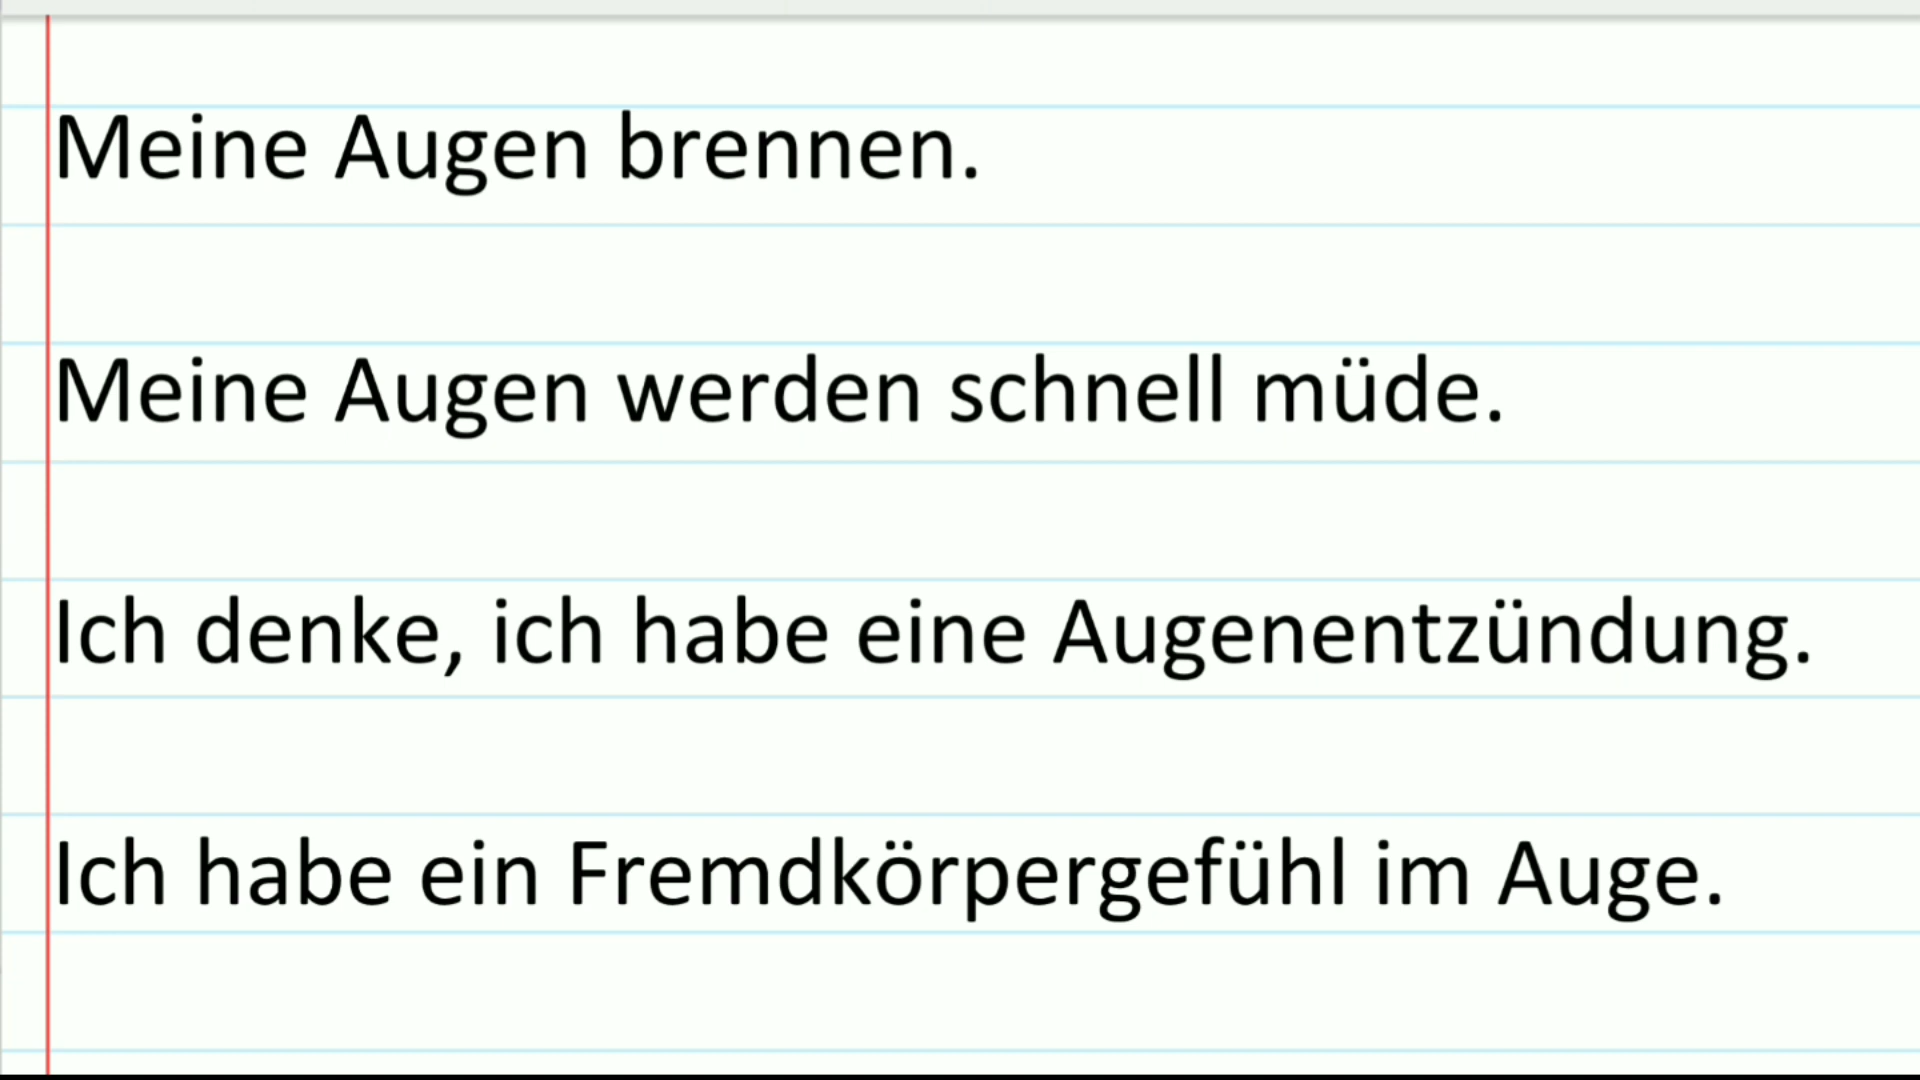 Meine Augen brennen.
Meine Augen werden schnell müde.
Ich denke, ich habe eine Augenentzündung.
Ich habe ein Fremdkörpergefühl im Auge.